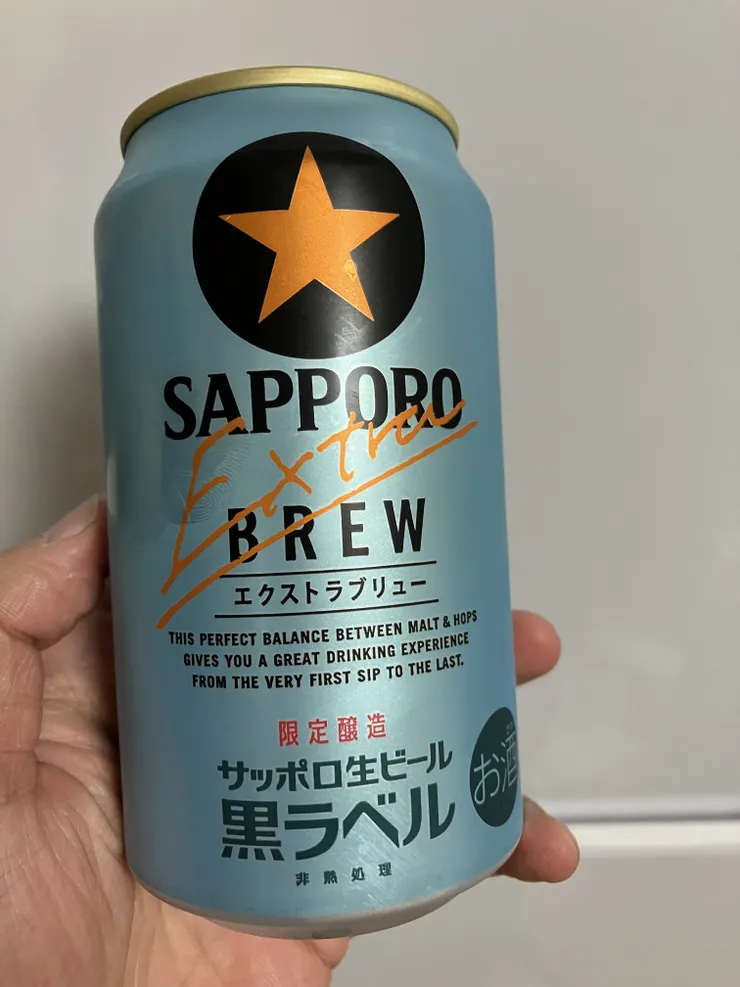 SAPPORO
Extra
BREW
エクストラブリュー
THIS PERFECT BALANCE BETWEEN MALT & HOPS
GIVES YOU A GREAT DRINKING EXPERIENCE
FROM THE VERY FIRST SIP TO THE LAST.
限定醸造
サッポロ生ビール
黒ラベル
非熱処理
お酒